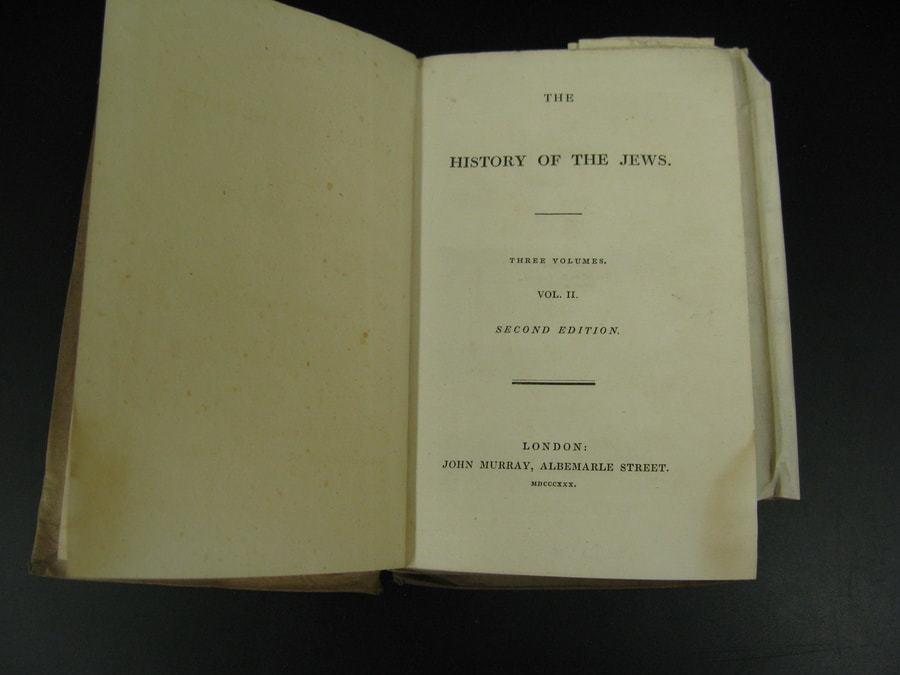 THE
HISTORY OF THE JEWS.
THREE VOLUMES.
VOL. II.
SECOND EDITION.
LONDON:
JOHN MURRAY, ALBEMARLE STREET.
MDCCCXXX.